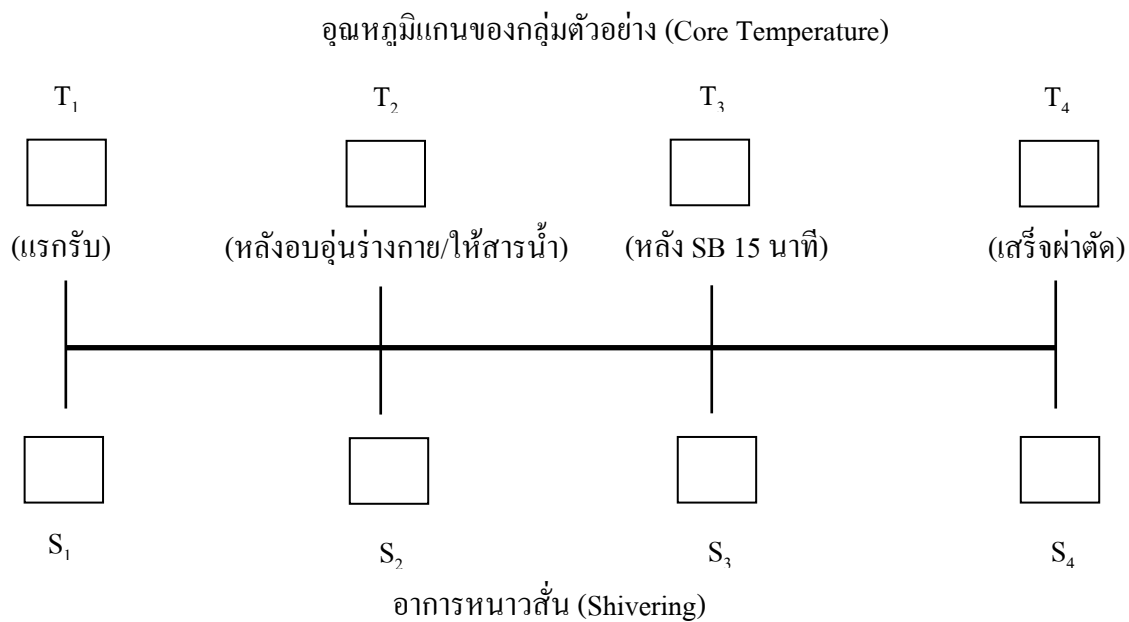 อุณหภูมิแกนของกลุ่มตัวอย่าง (Core Temperature)
T₁ T₂ T₃ T₄
(แรกรับ) (หลังอบอุ่นร่างกาย/ให้สารน้ำ) (หลัง SB 15 นาที) (เสร็จผ่าตัด)
S₁ S₂ S₃ S₄
อาการหนาวสั่น (Shivering)